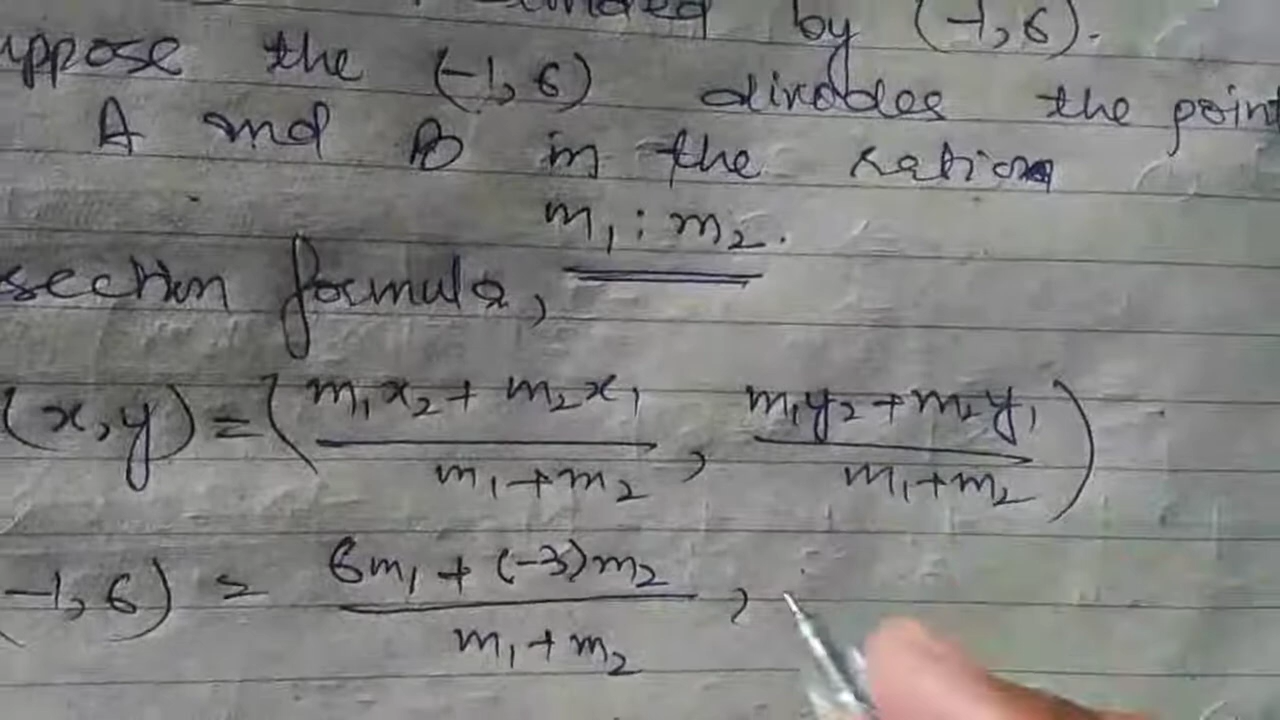 by (-1,6).
uppose the (-1,6) divides the point
A and B in the ration
m₁ : m₂.
section formula,
(x,y) = (m₁x₂ + m₂x₁ / m₁+m₂, m₁y₂+m₂y₁ / m₁+m₂)
-1,6) = 6m₁ + (-3)m₂ / m₁+m₂,